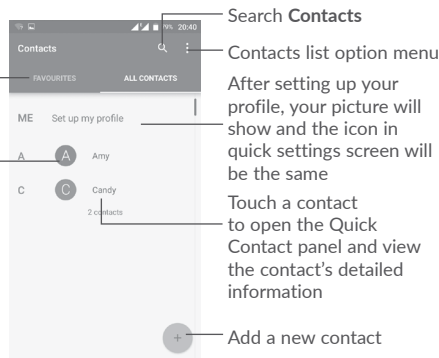 Search Contacts
79% 20:40
Contacts
Contacts list option menu
FAVOURITES
ALL CONTACTS
After setting up your
profile, your picture will
show and the icon in
quick settings screen will
be the same
ME Set up my profile
A A Amy
C C Candy
2 contacts
Touch a contact
to open the Quick
Contact panel and view
the contact's detailed
information
Add a new contact